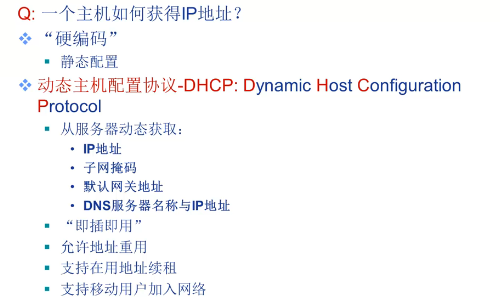 Q: 一个主机如何获得IP地址？
“硬编码”
静态配置
动态主机配置协议-DHCP: Dynamic Host Configuration
Protocol
从服务器动态获取：
IP地址
子网掩码
默认网关地址
DNS服务器名称与IP地址
“即插即用”
允许地址重用
支持在用地址续租
支持移动用户加入网络